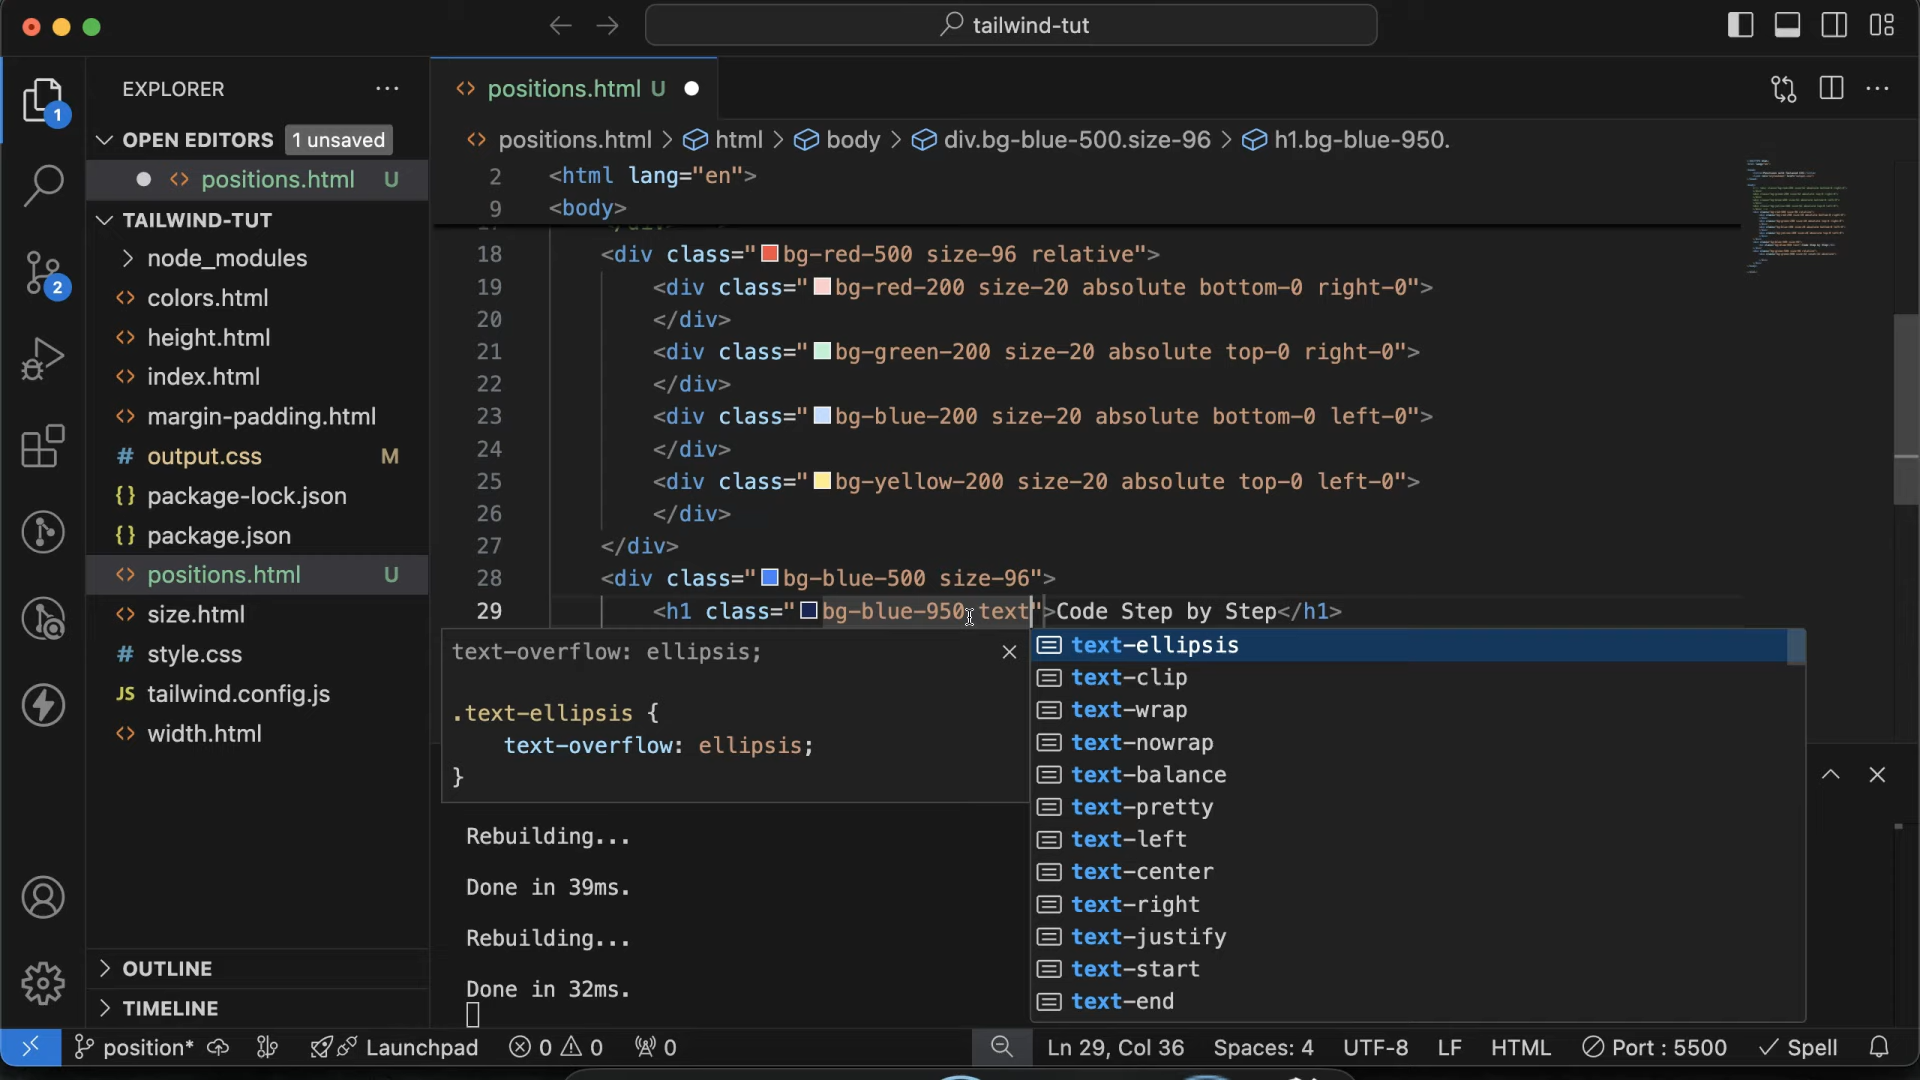 tailwind-tut
EXPLORER
1
OPEN EDITORS 1 unsaved
positions.html U
TAILWIND-TUT
node_modules
colors.html
height.html
index.html
margin-padding.html
output.css M
package-lock.json
package.json
positions.html U
size.html
style.css
tailwind.config.js
width.html
OUTLINE
TIMELINE
2
positions.html U
positions.html > html > body > div.bg-blue-500.size-96 > h1.bg-blue-950.
2 <html lang="en">
9 <body>
18 <div class="bg-red-500 size-96 relative">
19 <div class="bg-red-200 size-20 absolute bottom-0 right-0">
20 </div>
21 <div class="bg-green-200 size-20 absolute top-0 right-0">
22 </div>
23 <div class="bg-blue-200 size-20 absolute bottom-0 left-0">
24 </div>
25 <div class="bg-yellow-200 size-20 absolute top-0 left-0">
26 </div>
27 </div>
28 <div class="bg-blue-500 size-96">
29 <h1 class="bg-blue-950 text">Code Step by Step</h1>
text-overflow: ellipsis;
.text-ellipsis {
text-overflow: ellipsis;
}
text-ellipsis
text-clip
text-wrap
text-nowrap
text-balance
text-pretty
text-left
text-center
text-right
text-justify
text-start
text-end
Rebuilding...
Done in 39ms.
Rebuilding...
Done in 32ms.
position* Launchpad 0 0 0 Ln 29, Col 36 Spaces: 4 UTF-8 LF HTML Port : 5500 Spell